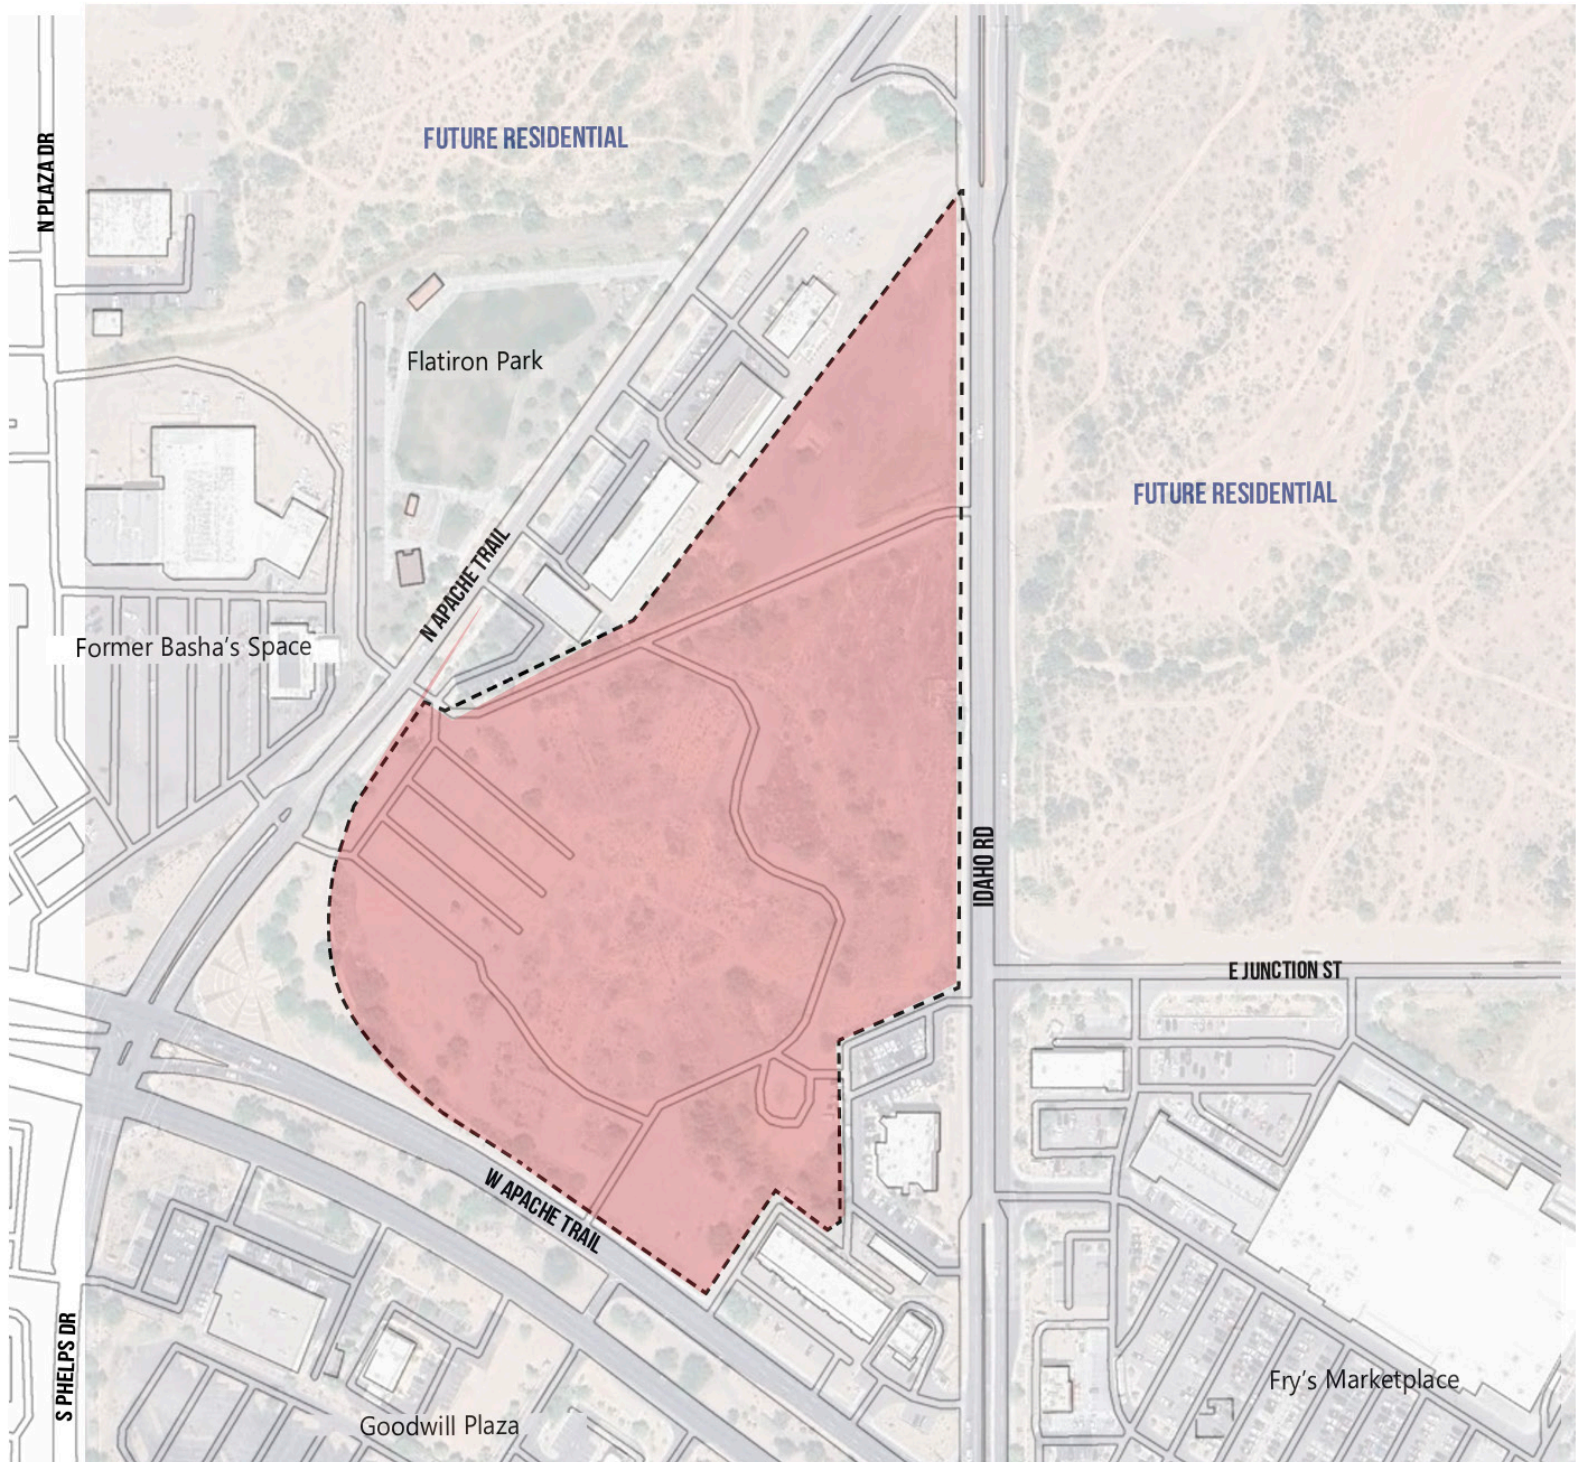 N PLAZA DR
FUTURE RESIDENTIAL
Flatiron Park
FUTURE RESIDENTIAL
N APACHE TRAIL
Former Basha's Space
IDAHO RD
E JUNCTION ST
W APACHE TRAIL
S PHELPS DR
Fry's Marketplace
Goodwill Plaza